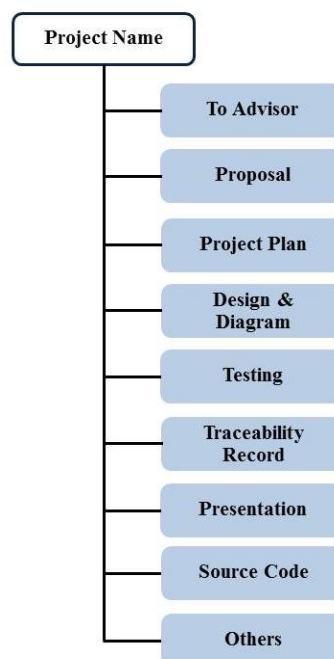 Project Name
To Advisor
Proposal
Project Plan
Design &
Diagram
Testing
Traceability
Record
Presentation
Source Code
Others